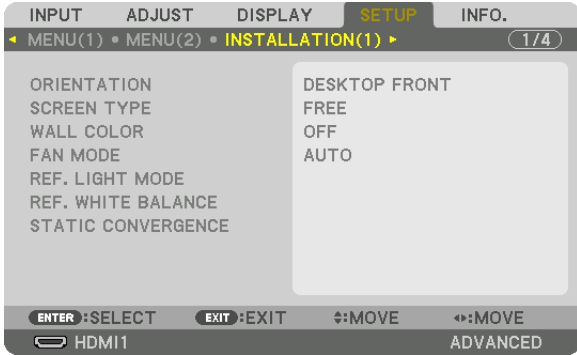 INPUT ADJUST DISPLAY SETUP INFO.
◂ MENU(1) • MENU(2) • INSTALLATION(1) ▸ 1/4
ORIENTATION DESKTOP FRONT
SCREEN TYPE FREE
WALL COLOR OFF
FAN MODE AUTO
REF. LIGHT MODE
REF. WHITE BALANCE
STATIC CONVERGENCE
ENTER :SELECT EXIT :EXIT ♦:MOVE ◂▸:MOVE
HDMI1 ADVANCED